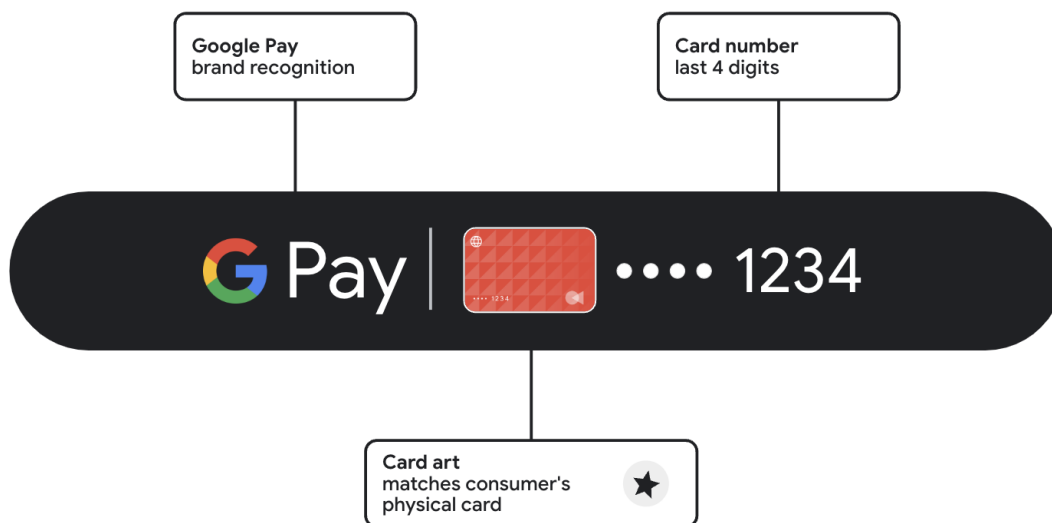 Google Pay
brand recognition
Card number
last 4 digits
G Pay
•••• 1234
•••• 1234
Card art
matches consumer's
physical card